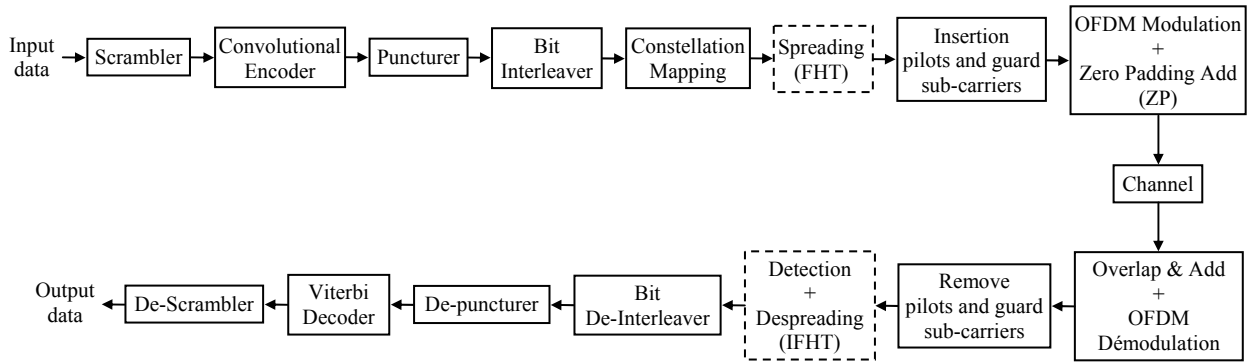 Input
data
Scrambler
Convolutional
Encoder
Puncturer
Bit
Interleaver
Constellation
Mapping
Spreading
(FHT)
Insertion
pilots and guard
sub-carriers
OFDM Modulation
+
Zero Padding Add
(ZP)
Channel
Overlap & Add
+
OFDM
Démodulation
Remove
pilots and guard
sub-carriers
Detection
+
Despreading
(IFHT)
Bit
De-Interleaver
De-puncturer
Viterbi
Decoder
De-Scrambler
Output
data